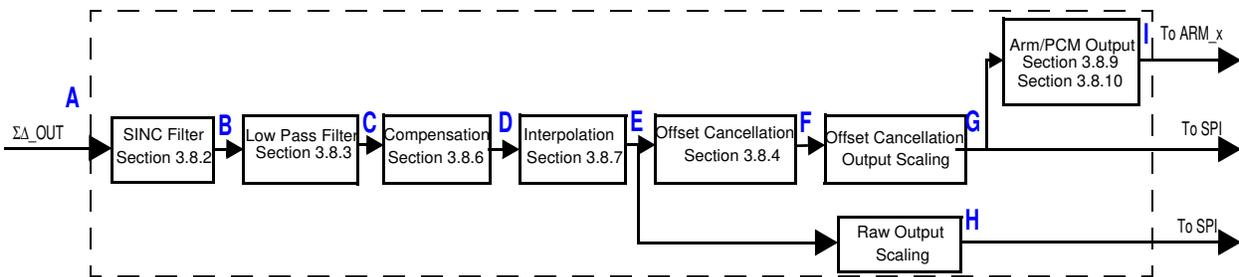 A
ΣΔ_OUT
SINC Filter
Section 3.8.2
B
Low Pass Filter
Section 3.8.3
C
Compensation
Section 3.8.6
D
Interpolation
Section 3.8.7
E
Offset Cancellation
Section 3.8.4
F
Offset Cancellation
Output Scaling
G
To SPI
Arm/PCM Output
Section 3.8.9
Section 3.8.10
I
To ARM_x
Raw Output
Scaling
H
To SPI